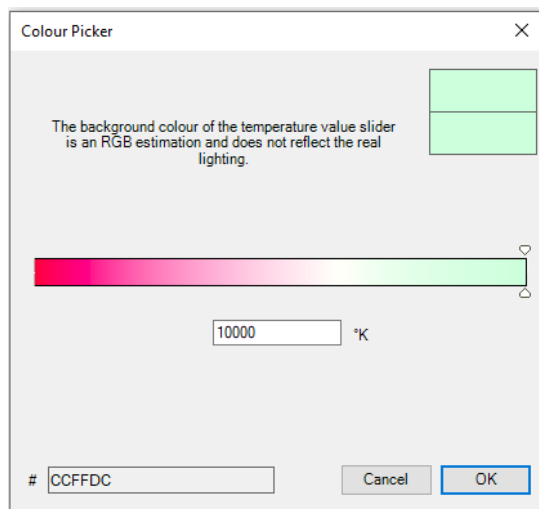 Colour Picker
The background colour of the temperature value slider
is an RGB estimation and does not reflect the real
lighting.
10000 °K
# CCFFDC Cancel OK